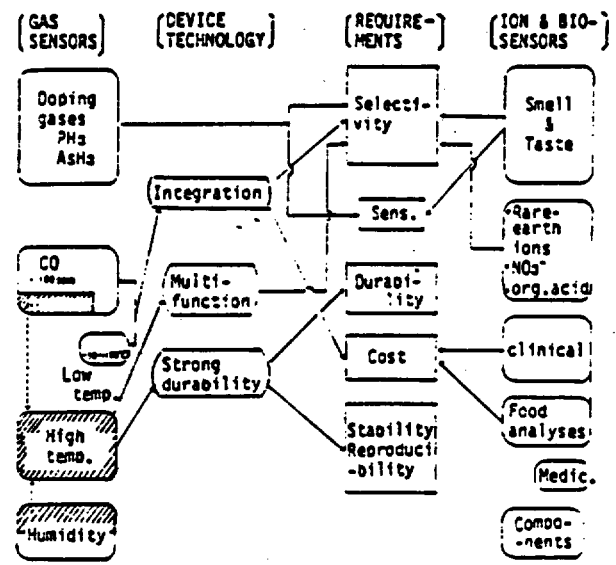 GAS
SENSORS
DEVICE
TECHNOLOGY
REQUIRE-
MENTS
ION & BIO-
SENSORS
Doping
gases
PH₃
AsH₃
CO
Low
temp.
High
temp.
Humidity
Integration
Multi-
function
Strong
durability
Selecti-
vity
Sens.
Durabi-
lity
Cost
Stability
Reproduci
-bility
Smell
&
Taste
Rare-
earth
ions
NO₃⁻
org.acid
clinical
Food
analyses
Medic.
Compo-
-nents